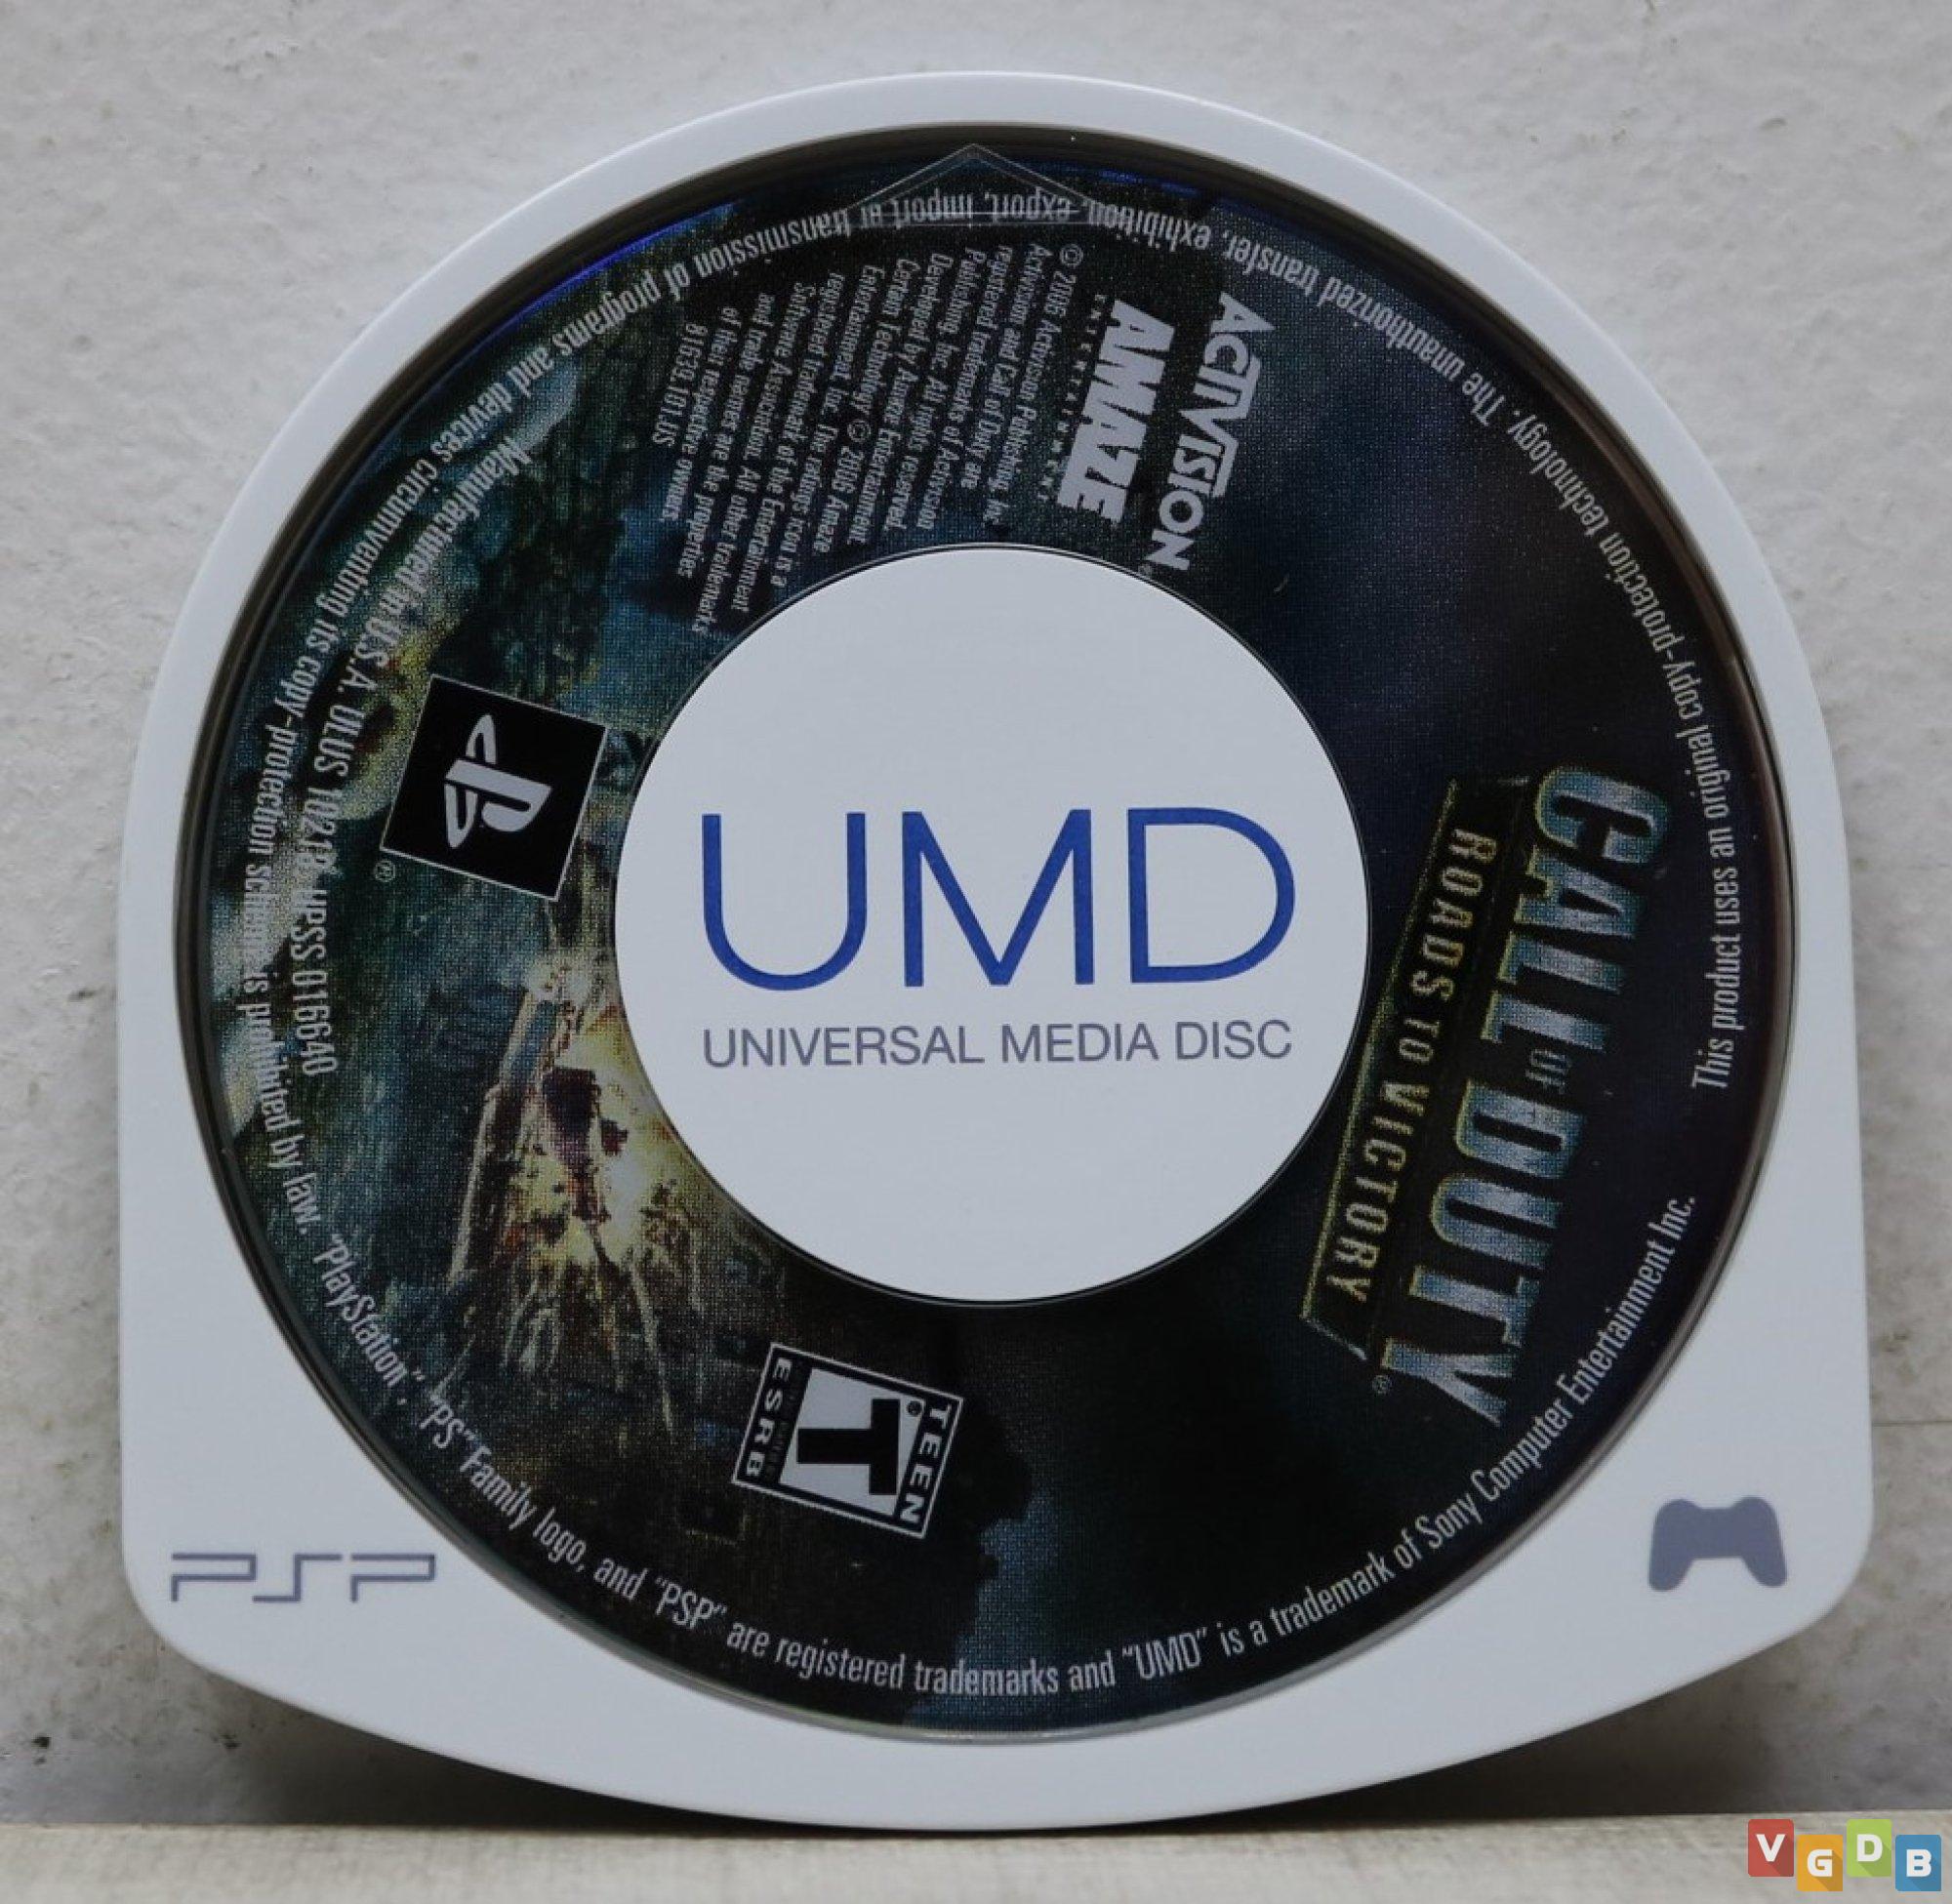 UMD
UNIVERSAL MEDIA DISC
CALL OF DUTY®
ROADS TO VICTORY
ACTIVISION
AMAZE
ENTERTAINMENT
© 2006 Activision Publishing, Inc.
Activision and Call of Duty are
registered trademarks of Activision
Publishing, Inc. All rights reserved.
Developed by Amaze Entertainment.
Certain Technology © 2006 Amaze
Entertainment, Inc. The ratings icon is a
registered trademark of the Entertainment
Software Association. All other trademarks
and trade names are the properties
of their respective owners.
81679.101.US
Manufactured in U.S.A. ULUS UPSS 016640
®
TEEN
T
®
ESRB
This product uses an original copy-protection technology. The unauthorized transfer, exhibition, export, import or transmission of programs and devices circumventing its copy-protection scheme is prohibited by law.
"PlayStation," "PS" Family logo, and "PSP" are registered trademarks and "UMD" is a trademark of Sony Computer Entertainment Inc.
PSP
VGDB